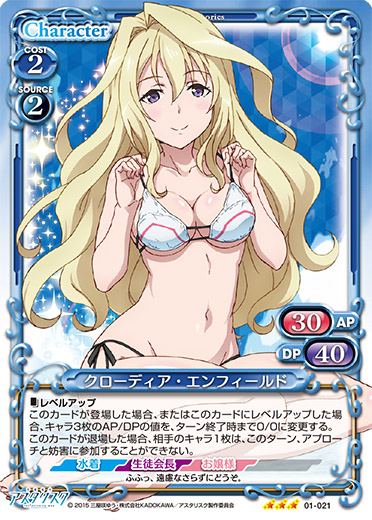 Character
COST
2
SOURCE
2
30 AP
DP 40
クローディア・エンフィールド
■レベルアップ
このカードが登場した場合、またはこのカードにレベルアップした場
合、キャラ3枚のAP/DPの値を、ターン終了時まで0/0に変更する。
このカードが退場した場合、相手のキャラ1枚は、このターン、アプロー
チと妨害に参加することができない。
水着 生徒会長 お嬢様
ふふっ、遠慮なさらずにどうぞ。
アスタリスク
01-021
© 2015 三屋咲ゆう・株式会社KADOKAWA/アスタリスク製作委員会